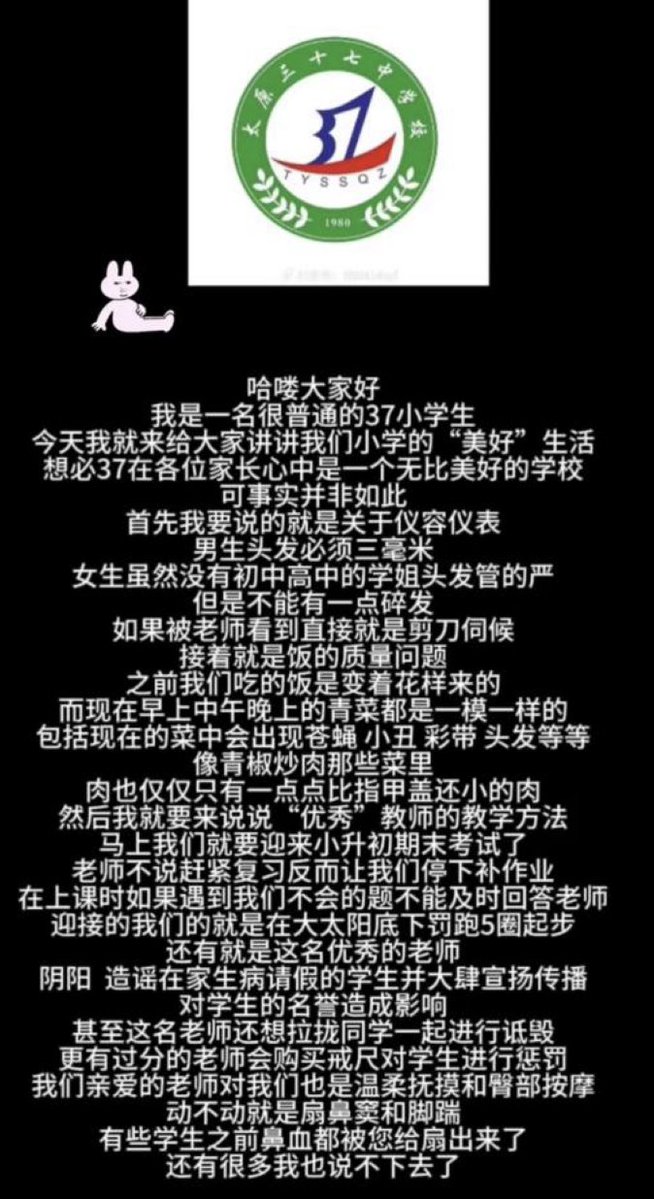 太原三十七中学校
37
TYSSQZ
1980
哈喽大家好
我是一名很普通的37小学生
今天我就来给大家讲讲我们小学的“美好”生活
想必37在各位家长心中是一个无比美好的学校
可事实并非如此
首先我要说的就是关于仪容仪表
男生头发必须三毫米
女生虽然没有初中高中的学姐头发管的严
但是不能有一点碎发
如果被老师看到直接就是剪刀伺候
接着就是饭的质量问题
之前我们吃的饭是变着花样来的
而现在早上中午晚上的青菜都是一模一样的
包括现在的菜中会出现苍蝇 小丑 彩带 头发等等
像青椒炒肉那些菜里
肉也仅仅只有一点点比指甲盖还小的肉
然后我就要来说说“优秀”教师的教学方法
马上我们就要迎来小升初期末考试了
老师不说赶紧复习反而让我们停下补作业
在上课时如果遇到我们不会的题不能及时回答老师
迎接的我们的就是在大太阳底下罚跑5圈起步
还有就是这名优秀的老师
阴阳 造谣在家生病请假的学生并大肆宣扬传播
对学生的名誉造成影响
甚至这名老师还想拉拢同学一起进行诋毁
更有过分的老师会购买戒尺对学生进行惩罚
我们亲爱的老师对我们也是温柔抚摸和臀部按摩
动不动就是扇鼻窦和脚踹
有些学生之前鼻血都被您给扇出来了
还有很多我也说不下去了